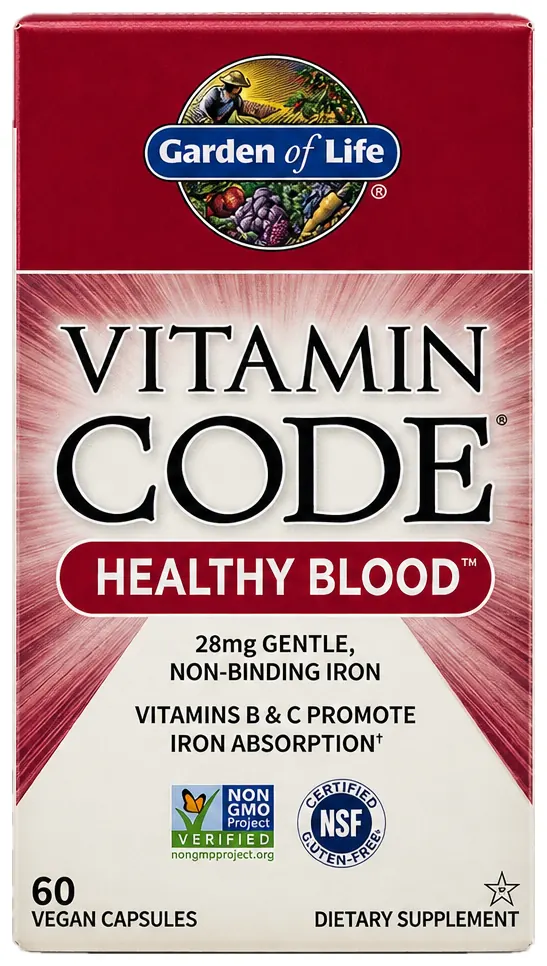 Garden of Life®
VITAMIN
CODE®
HEALTHY BLOOD™
28mg GENTLE,
NON-BINDING IRON
VITAMINS B & C PROMOTE
IRON ABSORPTION†
NON
GMO
Project
VERIFIED
nongmpproject.org
CERTIFIED
NSF
GLUTEN-FREE
60
VEGAN CAPSULES
DIETARY SUPPLEMENT